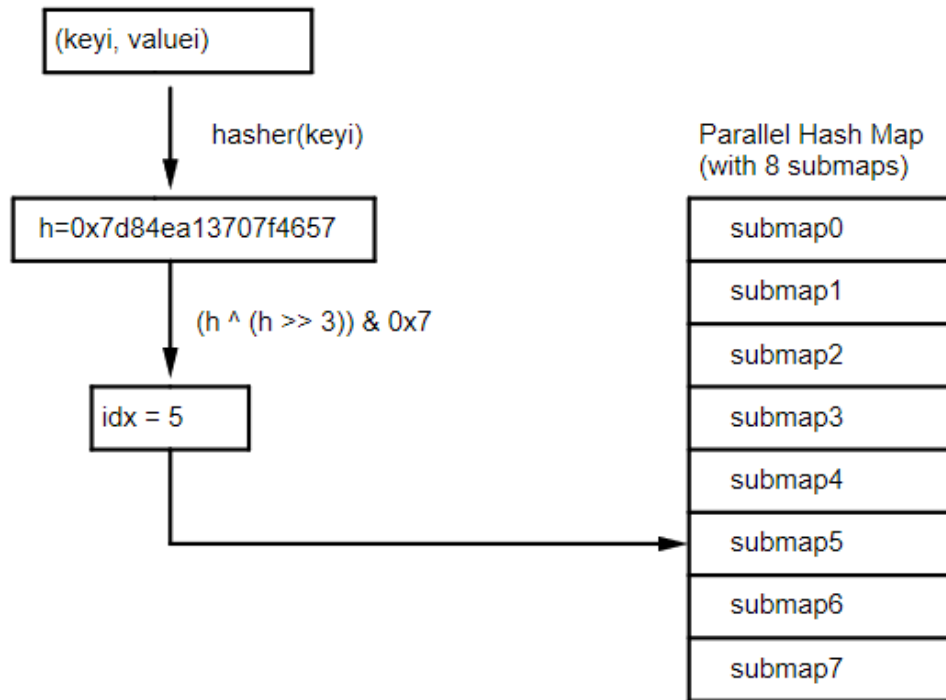 (keyi, valuei)
hasher(keyi)
h=0x7d84ea13707f4657
(h ^ (h >> 3)) & 0x7
idx = 5
Parallel Hash Map
(with 8 submaps)
submap0
submap1
submap2
submap3
submap4
submap5
submap6
submap7